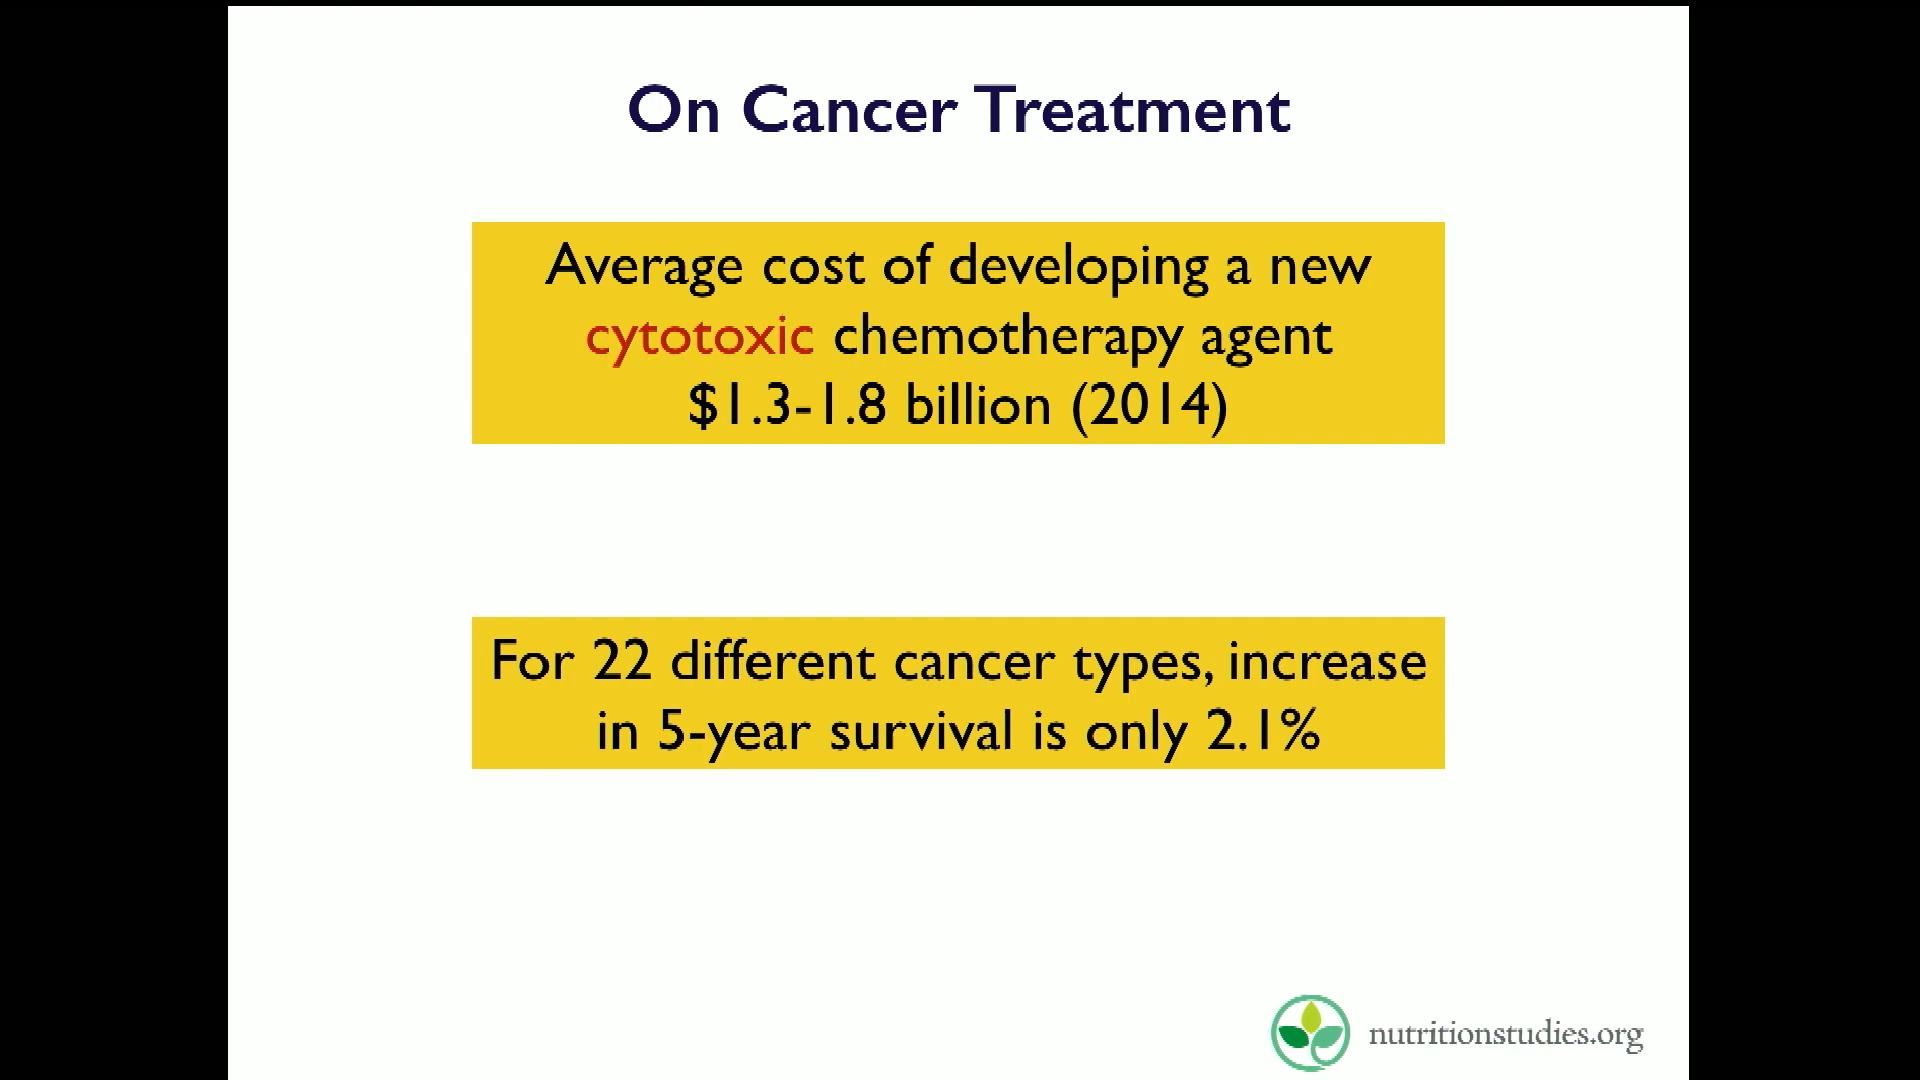 On Cancer Treatment
Average cost of developing a new
cytotoxic chemotherapy agent
$1.3-1.8 billion (2014)
For 22 different cancer types, increase
in 5-year survival is only 2.1%
nutritionstudies.org